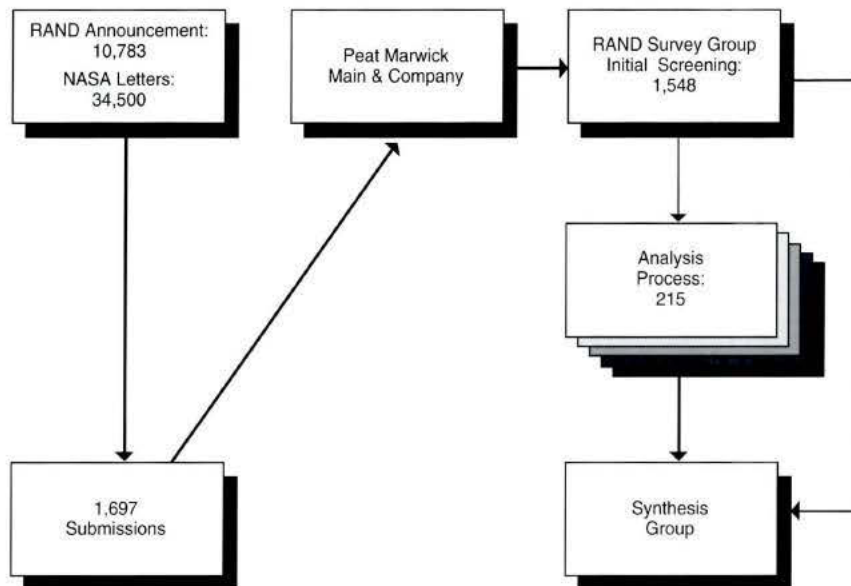 RAND Announcement:
10,783
NASA Letters:
34,500
Peat Marwick
Main & Company
RAND Survey Group
Initial Screening:
1,548
Analysis
Process:
215
1,697
Submissions
Synthesis
Group